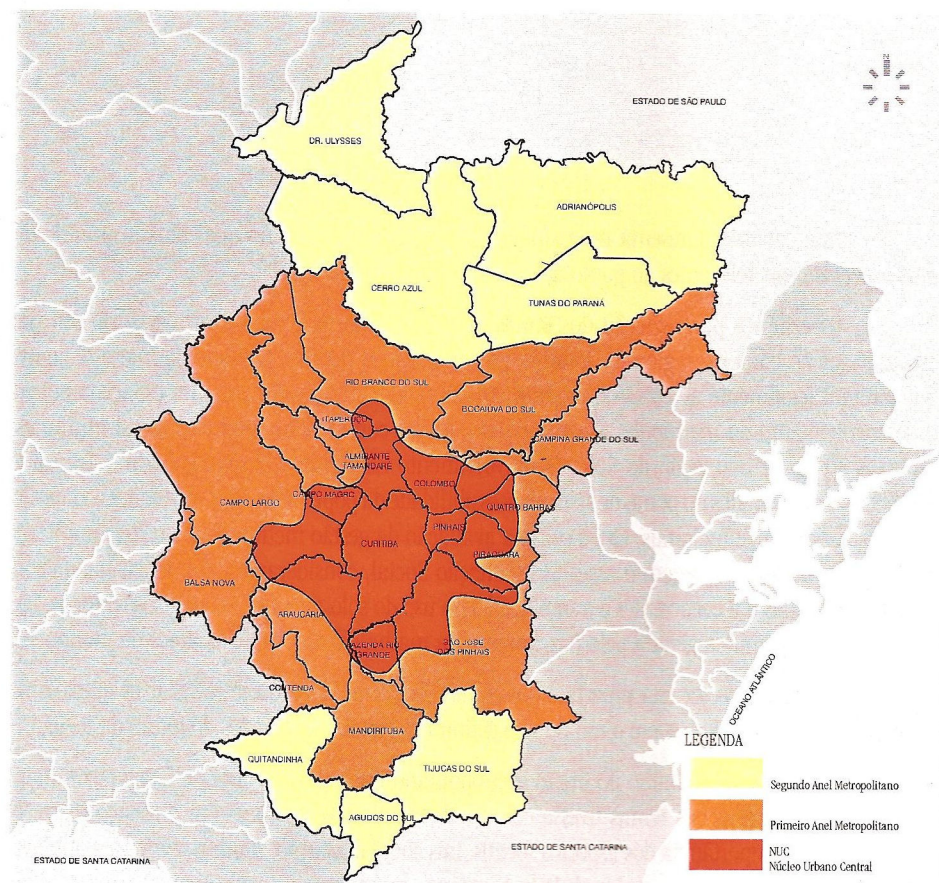 N
ESTADO DE SÃO PAULO
DR. ULYSSES
ADRIANÓPOLIS
CERRO AZUL
TUNAS DO PARANÁ
RIO BRANCO DO SUL
BOCAIUVA DO SUL
ITAPERUÇU
CAMPINA GRANDE DO SUL
ALMIRANTE
TAMANDARÉ
COLOMBO
CAMPO MAGRO
CAMPO LARGO
QUATRO BARRAS
PINHAIS
CURITIBA
PIRAQUARA
BALSA NOVA
ARAUCÁRIA
FAZENDA RIO
GRANDE
SÃO JOSÉ
DOS PINHAIS
CONTENDA
MANDIRITUBA
QUITANDINHA
TIJUCAS DO SUL
AGUDOS DO SUL
OCEANO ATLÂNTICO
ESTADO DE SANTA CATARINA
ESTADO DE SANTA CATARINA
LEGENDA
Segundo Anel Metropolitano
Primeiro Anel Metropolitano
NUC
Núcleo Urbano Central